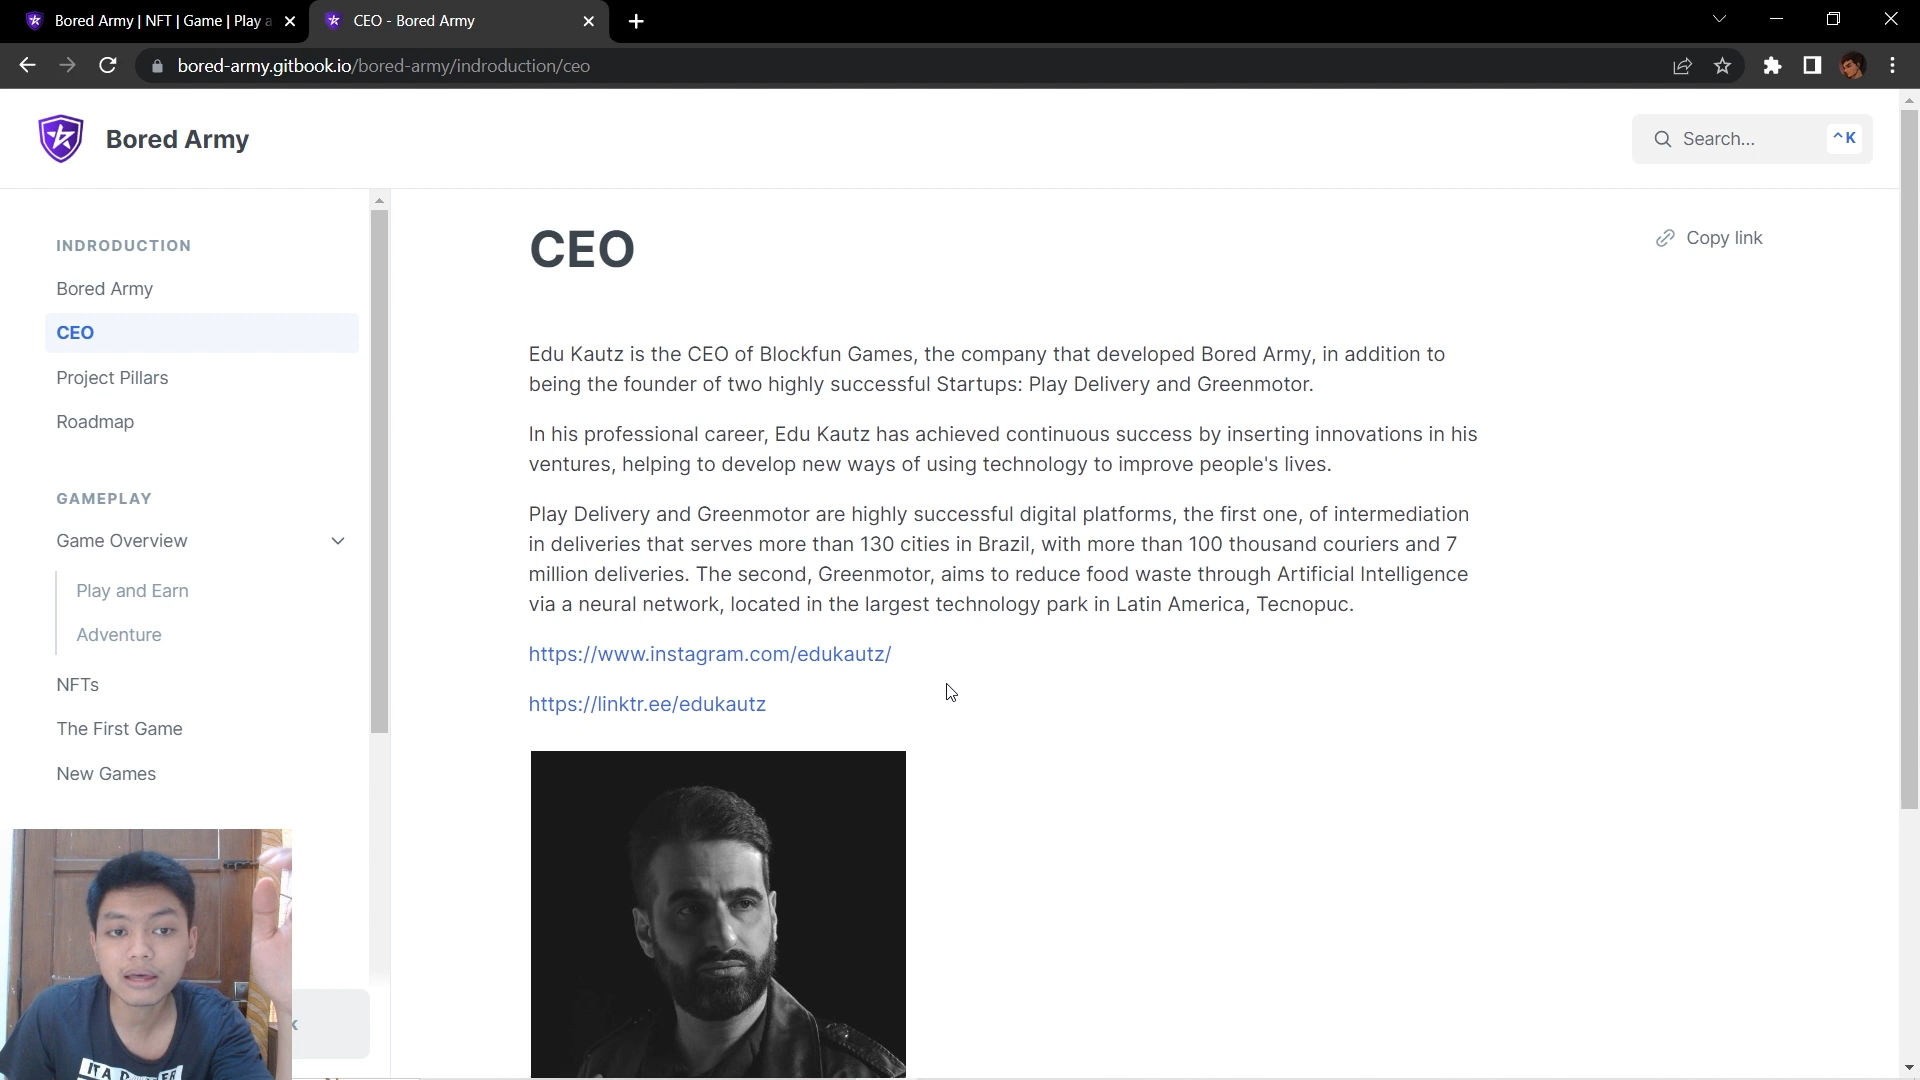 Bored Army | NFT | Game | Play a
CEO - Bored Army
bored-army.gitbook.io/bored-army/indroduction/ceo
Bored Army
Search...
^K
INDRODUCTION
Bored Army
CEO
Project Pillars
Roadmap
GAMEPLAY
Game Overview
Play and Earn
Adventure
NFTs
The First Game
New Games
CEO
Copy link
Edu Kautz is the CEO of Blockfun Games, the company that developed Bored Army, in addition to
being the founder of two highly successful Startups: Play Delivery and Greenmotor.
In his professional career, Edu Kautz has achieved continuous success by inserting innovations in his
ventures, helping to develop new ways of using technology to improve people's lives.
Play Delivery and Greenmotor are highly successful digital platforms, the first one, of intermediation
in deliveries that serves more than 130 cities in Brazil, with more than 100 thousand couriers and 7
million deliveries. The second, Greenmotor, aims to reduce food waste through Artificial Intelligence
via a neural network, located in the largest technology park in Latin America, Tecnopuc.
https://www.instagram.com/edukautz/
https://linktr.ee/edukautz